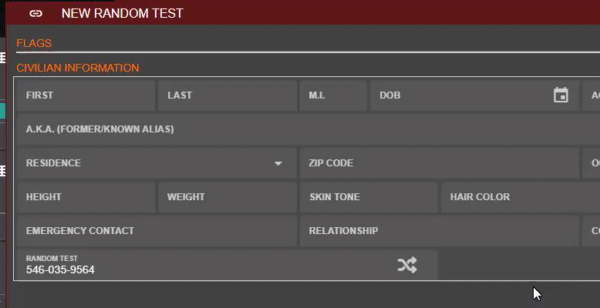 NEW RANDOM TEST
FLAGS
CIVILIAN INFORMATION
FIRST LAST M.I. DOB
A.K.A. (FORMER/KNOWN ALIAS)
RESIDENCE ZIP CODE
HEIGHT WEIGHT SKIN TONE HAIR COLOR
EMERGENCY CONTACT RELATIONSHIP
RANDOM TEST
546-035-9564